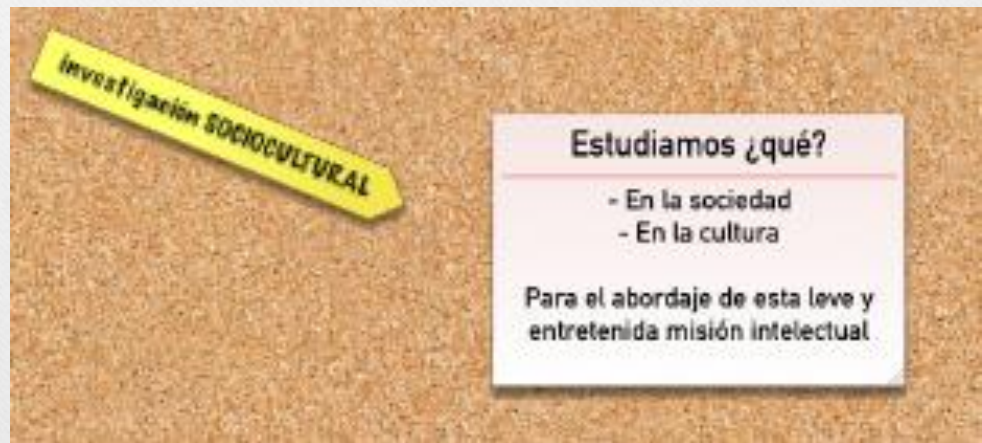 investigación SOCIOCULTURAL
Estudiamos ¿qué?
- En la sociedad
- En la cultura
Para el abordaje de esta leve y
entretenida misión intelectual